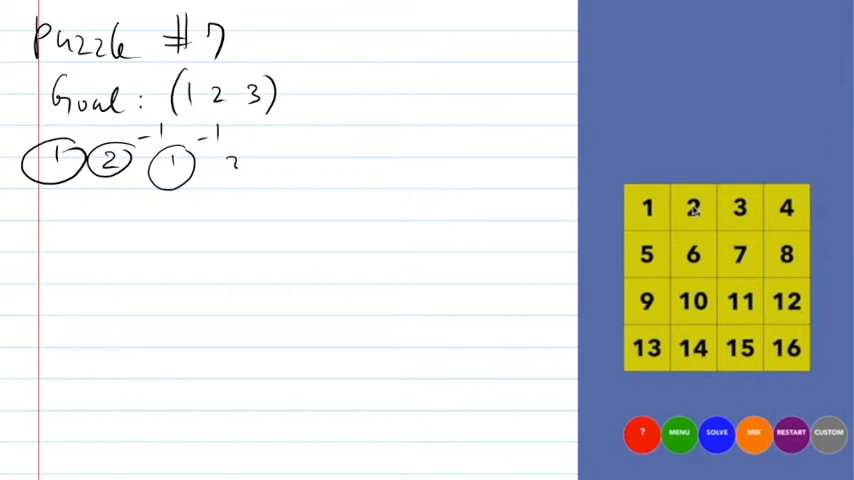 Puzzle #7
Goal: (1 2 3)
1 2 -1 1 -1 2
1 2 3 4
5 6 7 8
9 10 11 12
13 14 15 16
? MENU SOLVE MIX RESTART CUSTOM